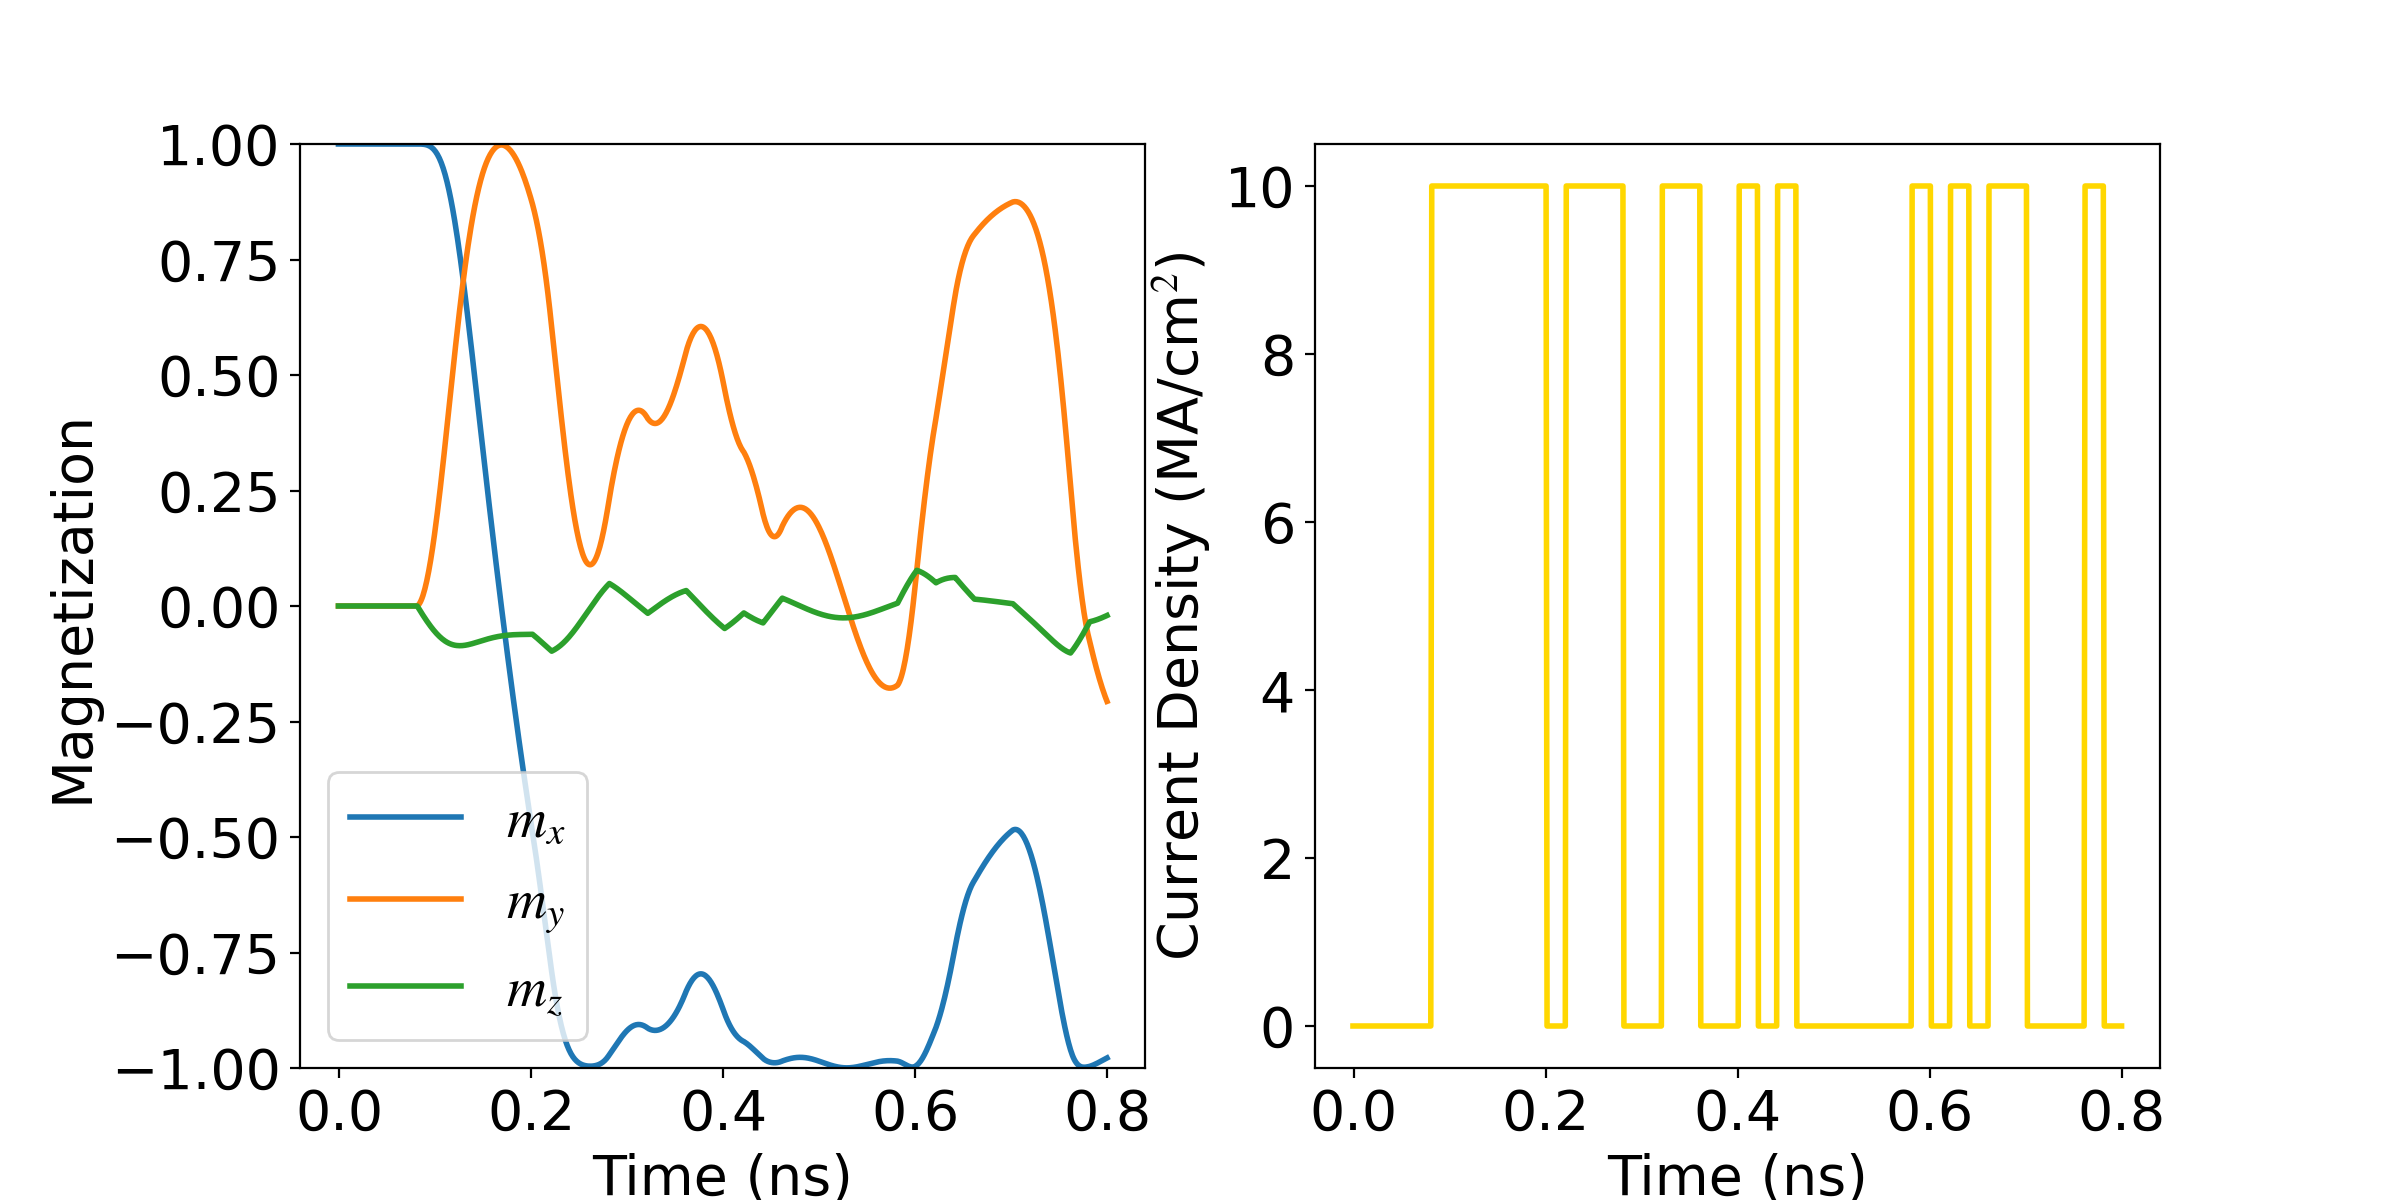 Magnetization
1.00
0.75
0.50
0.25
0.00
−0.25
−0.50
−0.75
−1.00
m_x
m_y
m_z
0.0 0.2 0.4 0.6 0.8
Time (ns)
Current Density (MA/cm²)
10
8
6
4
2
0
0.0 0.2 0.4 0.6 0.8
Time (ns)